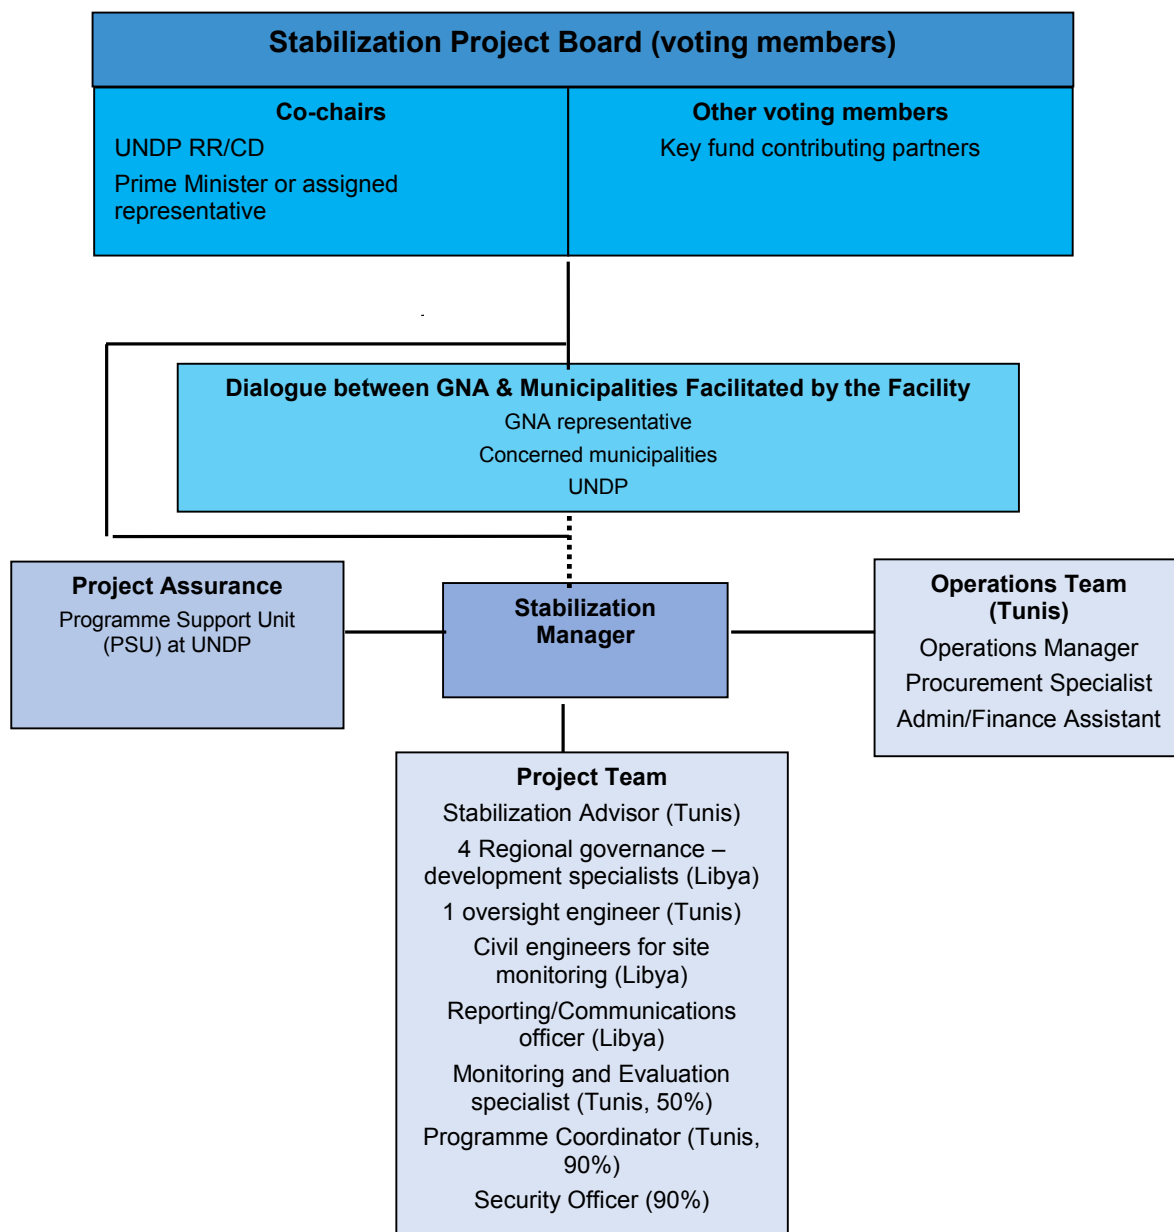 Stabilization Project Board (voting members)
Co-chairs
UNDP RR/CD
Prime Minister or assigned
representative
Other voting members
Key fund contributing partners
Dialogue between GNA & Municipalities Facilitated by the Facility
GNA representative
Concerned municipalities
UNDP
Project Assurance
Programme Support Unit
(PSU) at UNDP
Stabilization
Manager
Operations Team
(Tunis)
Operations Manager
Procurement Specialist
Admin/Finance Assistant
Project Team
Stabilization Advisor (Tunis)
4 Regional governance –
development specialists (Libya)
1 oversight engineer (Tunis)
Civil engineers for site
monitoring (Libya)
Reporting/Communications
officer (Libya)
Monitoring and Evaluation
specialist (Tunis, 50%)
Programme Coordinator (Tunis,
90%)
Security Officer (90%)